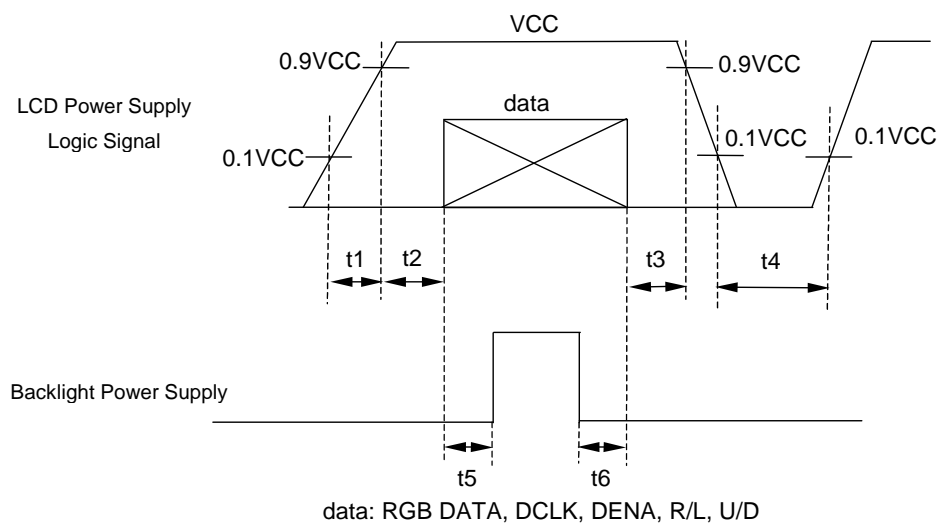 VCC
0.9VCC
0.9VCC
LCD Power Supply
Logic Signal
data
0.1VCC
0.1VCC
0.1VCC
t1
t2
t3
t4
Backlight Power Supply
t5
t6
data: RGB DATA, DCLK, DENA, R/L, U/D